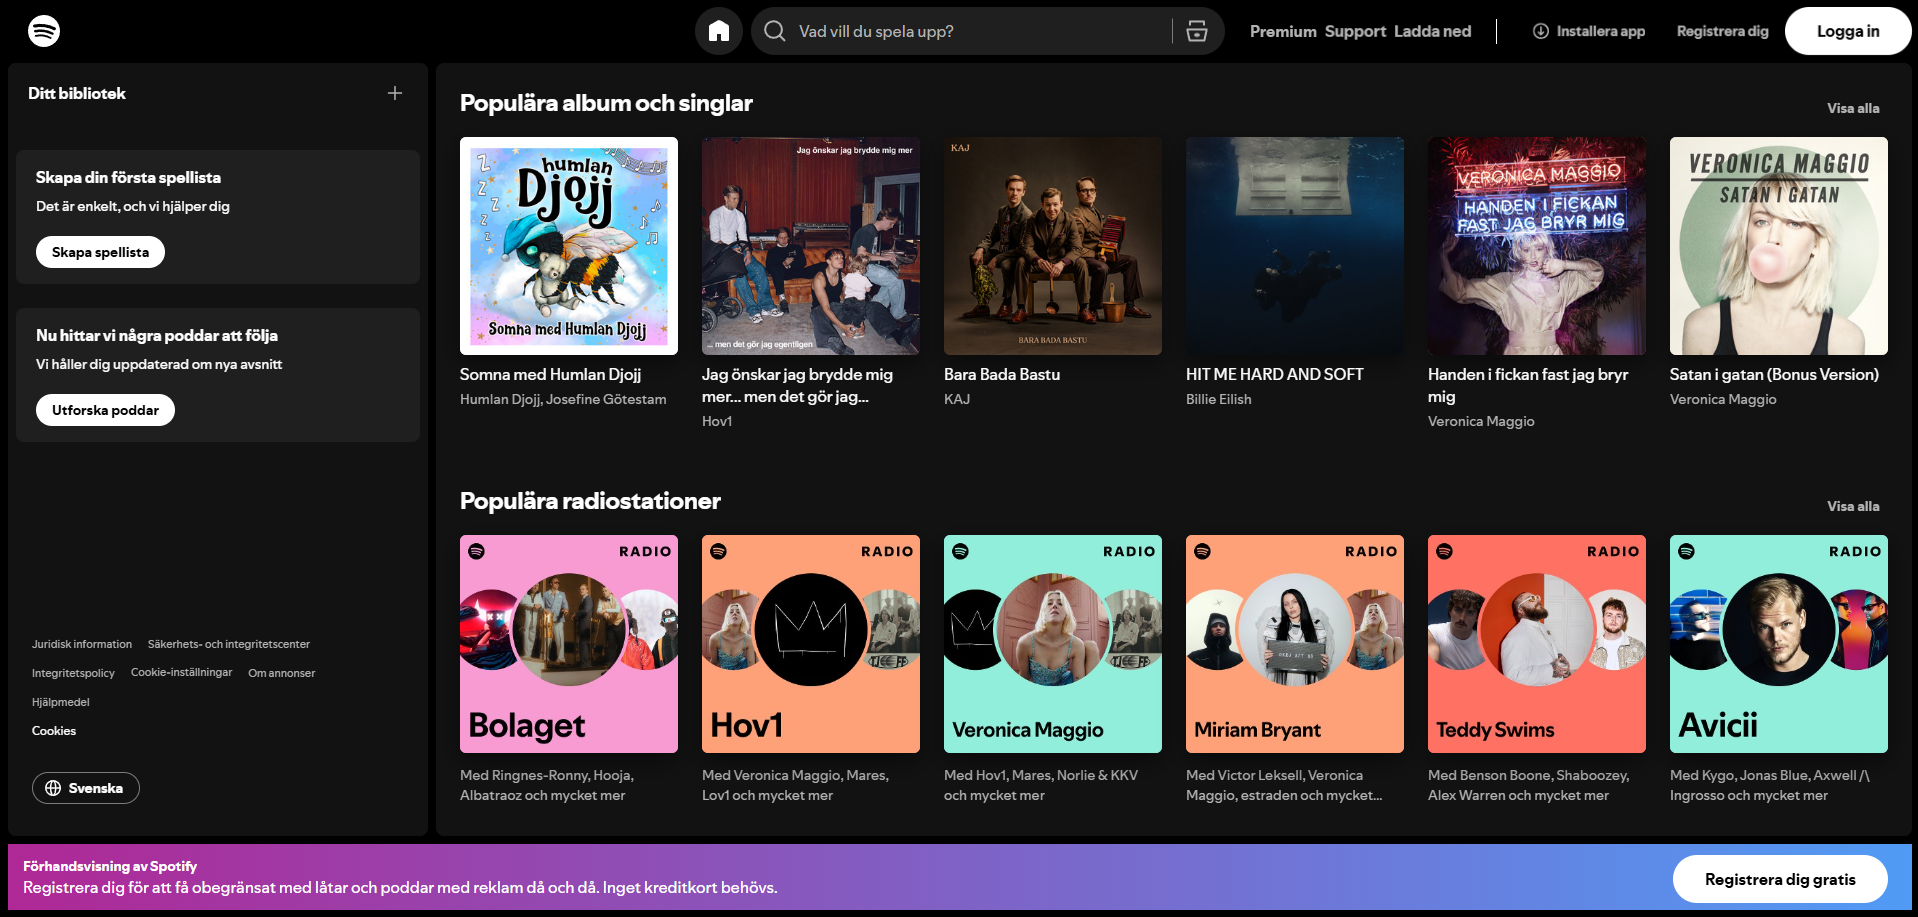 Vad vill du spela upp?
Premium Support Ladda ned
Installera app
Registrera dig
Logga in
Ditt bibliotek
Skapa din första spellista
Det är enkelt, och vi hjälper dig
Skapa spellista
Nu hittar vi några poddar att följa
Vi håller dig uppdaterad om nya avsnitt
Utforska poddar
Juridisk information
Säkerhets- och integritetscenter
Integritetspolicy
Cookie-inställningar
Om annonser
Hjälpmedel
Cookies
Svenska
Populära album och singlar
Visa alla
humlan
Djojj
Somna med Humlan Djojj
Jag önskar jag brydde mig mer
... men det gör jag egentligen
KAJ
BARA BADA BASTU
VERONICA MAGGIO
HANDEN I FICKAN
FAST JAG BRYR MIG
VERONICA MAGGIO
SATAN I GATAN
Somna med Humlan Djojj
Humlan Djojj, Josefine Götestam
Jag önskar jag brydde mig
mer... men det gör jag...
Hov1
Bara Bada Bastu
KAJ
HIT ME HARD AND SOFT
Billie Eilish
Handen i fickan fast jag bryr
mig
Veronica Maggio
Satan i gatan (Bonus Version)
Veronica Maggio
Populära radiostationer
Visa alla
RADIO
Bolaget
Med Ringnes-Ronny, Hooja,
Albatraoz och mycket mer
RADIO
Hov1
Med Veronica Maggio, Mares,
Lov1 och mycket mer
RADIO
Veronica Maggio
Med Hov1, Mares, Norlie & KKV
och mycket mer
RADIO
Miriam Bryant
Med Victor Leksell, Veronica
Maggio, estraden och mycket...
RADIO
Teddy Swims
Med Benson Boone, Shaboozey,
Alex Warren och mycket mer
RADIO
Avicii
Med Kygo, Jonas Blue, Axwell /\
Ingrosso och mycket mer
Förhandsvisning av Spotify
Registrera dig för att få obegränsat med låtar och poddar med reklam då och då. Inget kreditkort behövs.
Registrera dig gratis